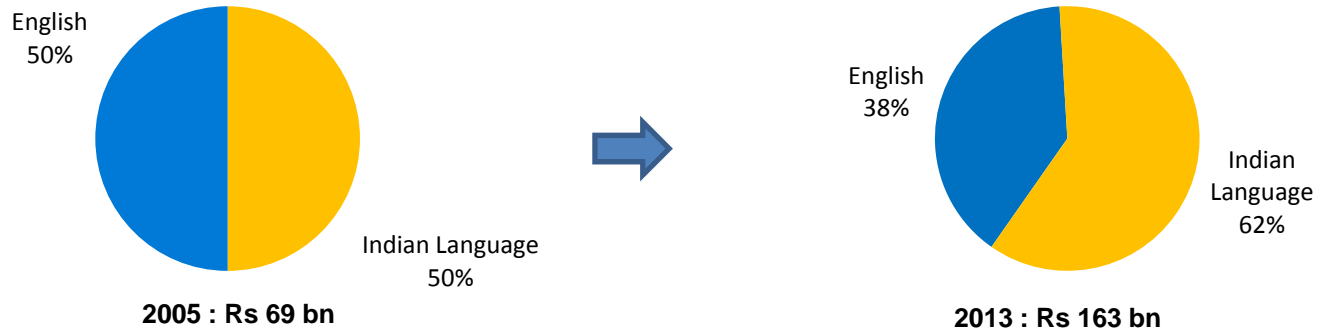 English
50%
Indian Language
50%
2005 : Rs 69 bn
English
38%
Indian
Language
62%
2013 : Rs 163 bn